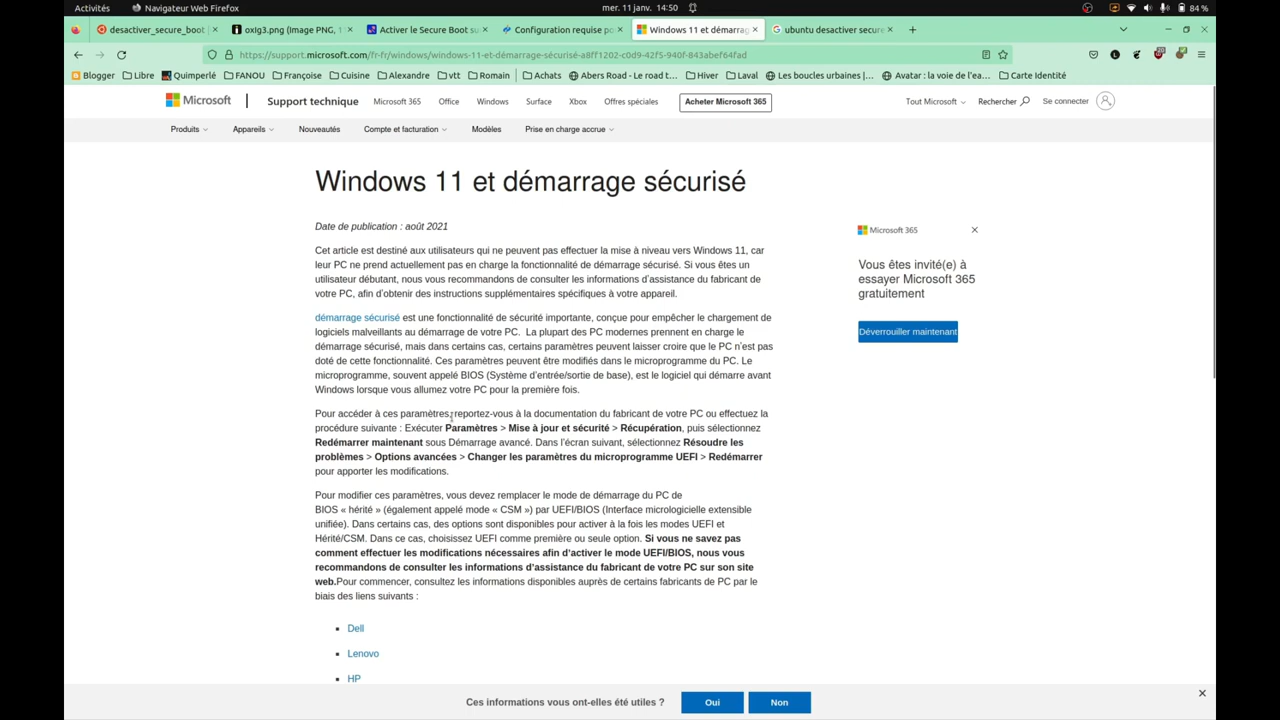 Activités
Navigateur Web Firefox
mer. 11 janv. 14:50
84 %
desactiver_secure_boot
oxIg3.png (Image PNG, 1
Activer le Secure Boot su
Configuration requise po
Windows 11 et démarrag
ubuntu desactiver secure
https://support.microsoft.com/fr-fr/windows/windows-11-et-démarrage-sécurisé-a8ff1202-c0d9-42f5-940f-843abef64fad
Blogger
Libre
Quimperlé
FANOU
Françoise
Cuisine
Alexandre
vtt
Romain
Achats
Abers Road - Le road t…
Hiver
Laval
Les boucles urbaines |…
Avatar : la voie de l'ea…
Carte Identité
Microsoft
Support technique
Microsoft 365
Office
Windows
Surface
Xbox
Offres spéciales
Acheter Microsoft 365
Tout Microsoft
Rechercher
Se connecter
Produits
Appareils
Nouveautés
Compte et facturation
Modèles
Prise en charge accrue
Windows 11 et démarrage sécurisé
Date de publication : août 2021
Cet article est destiné aux utilisateurs qui ne peuvent pas effectuer la mise à niveau vers Windows 11, car
leur PC ne prend actuellement pas en charge la fonctionnalité de démarrage sécurisé. Si vous êtes un
utilisateur débutant, nous vous recommandons de consulter les informations d'assistance du fabricant de
votre PC, afin d'obtenir des instructions supplémentaires spécifiques à votre appareil.
démarrage sécurisé est une fonctionnalité de sécurité importante, conçue pour empêcher le chargement de
logiciels malveillants au démarrage de votre PC. La plupart des PC modernes prennent en charge le
démarrage sécurisé, mais dans certains cas, certains paramètres peuvent laisser croire que le PC n'est pas
doté de cette fonctionnalité. Ces paramètres peuvent être modifiés dans le microprogramme du PC. Le
microprogramme, souvent appelé BIOS (Système d'entrée/sortie de base), est le logiciel qui démarre avant
Windows lorsque vous allumez votre PC pour la première fois.
Pour accéder à ces paramètres, reportez-vous à la documentation du fabricant de votre PC ou effectuez la
procédure suivante : Exécuter Paramètres > Mise à jour et sécurité > Récupération, puis sélectionnez
Redémarrer maintenant sous Démarrage avancé. Dans l'écran suivant, sélectionnez Résoudre les
problèmes > Options avancées > Changer les paramètres du microprogramme UEFI > Redémarrer
pour apporter les modifications.
Pour modifier ces paramètres, vous devez remplacer le mode de démarrage du PC de
BIOS « hérité » (également appelé mode « CSM ») par UEFI/BIOS (Interface micrologicielle extensible
unifiée). Dans certains cas, des options sont disponibles pour activer à la fois les modes UEFI et
Hérité/CSM. Dans ce cas, choisissez UEFI comme première ou seule option. Si vous ne savez pas
comment effectuer les modifications nécessaires afin d'activer le mode UEFI/BIOS, nous vous
recommandons de consulter les informations d'assistance du fabricant de votre PC sur son site
web.Pour commencer, consultez les informations disponibles auprès de certains fabricants de PC par le
biais des liens suivants :
Dell
Lenovo
HP
Microsoft 365
Vous êtes invité(e) à
essayer Microsoft 365
gratuitement
Déverrouiller maintenant
Ces informations vous ont-elles été utiles ?
Oui
Non